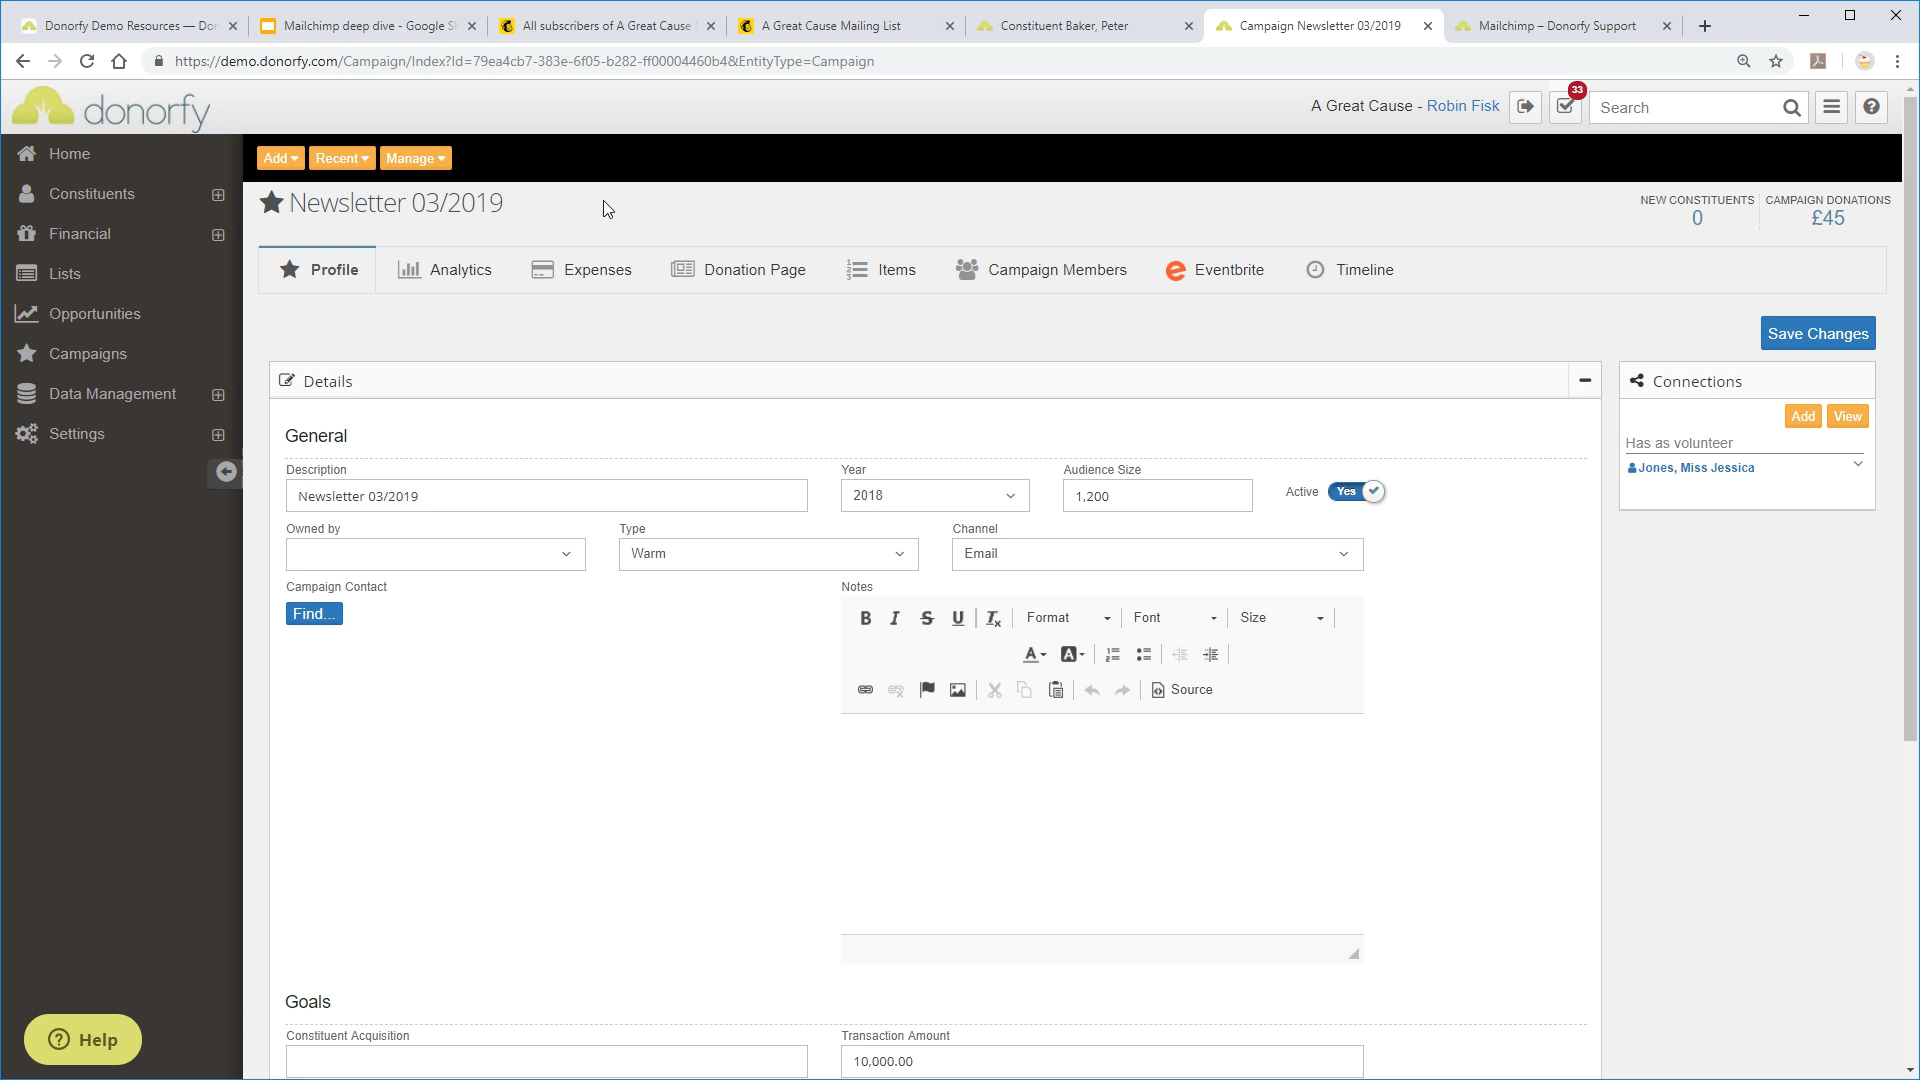 Donorfy Demo Resources — Don
Mailchimp deep dive - Google Sl
All subscribers of A Great Cause
A Great Cause Mailing List
Constituent Baker, Peter
Campaign Newsletter 03/2019
Mailchimp – Donorfy Support
https://demo.donorfy.com/Campaign/Index?Id=79ea4cb7-383e-6f05-b282-ff00004460b4&EntityType=Campaign
donorfy
A Great Cause - Robin Fisk
33
Search
Home
Constituents
Financial
Lists
Opportunities
Campaigns
Data Management
Settings
Help
Add
Recent
Manage
Newsletter 03/2019
NEW CONSTITUENTS
0
CAMPAIGN DONATIONS
£45
Profile
Analytics
Expenses
Donation Page
Items
Campaign Members
Eventbrite
Timeline
Save Changes
Details
Connections
Add
View
Has as volunteer
Jones, Miss Jessica
General
Description
Year
Audience Size
Newsletter 03/2019
2018
1,200
Active
Yes
Owned by
Type
Channel
Warm
Email
Campaign Contact
Notes
Find...
Format
Font
Size
Source
Goals
Constituent Acquisition
Transaction Amount
10,000.00